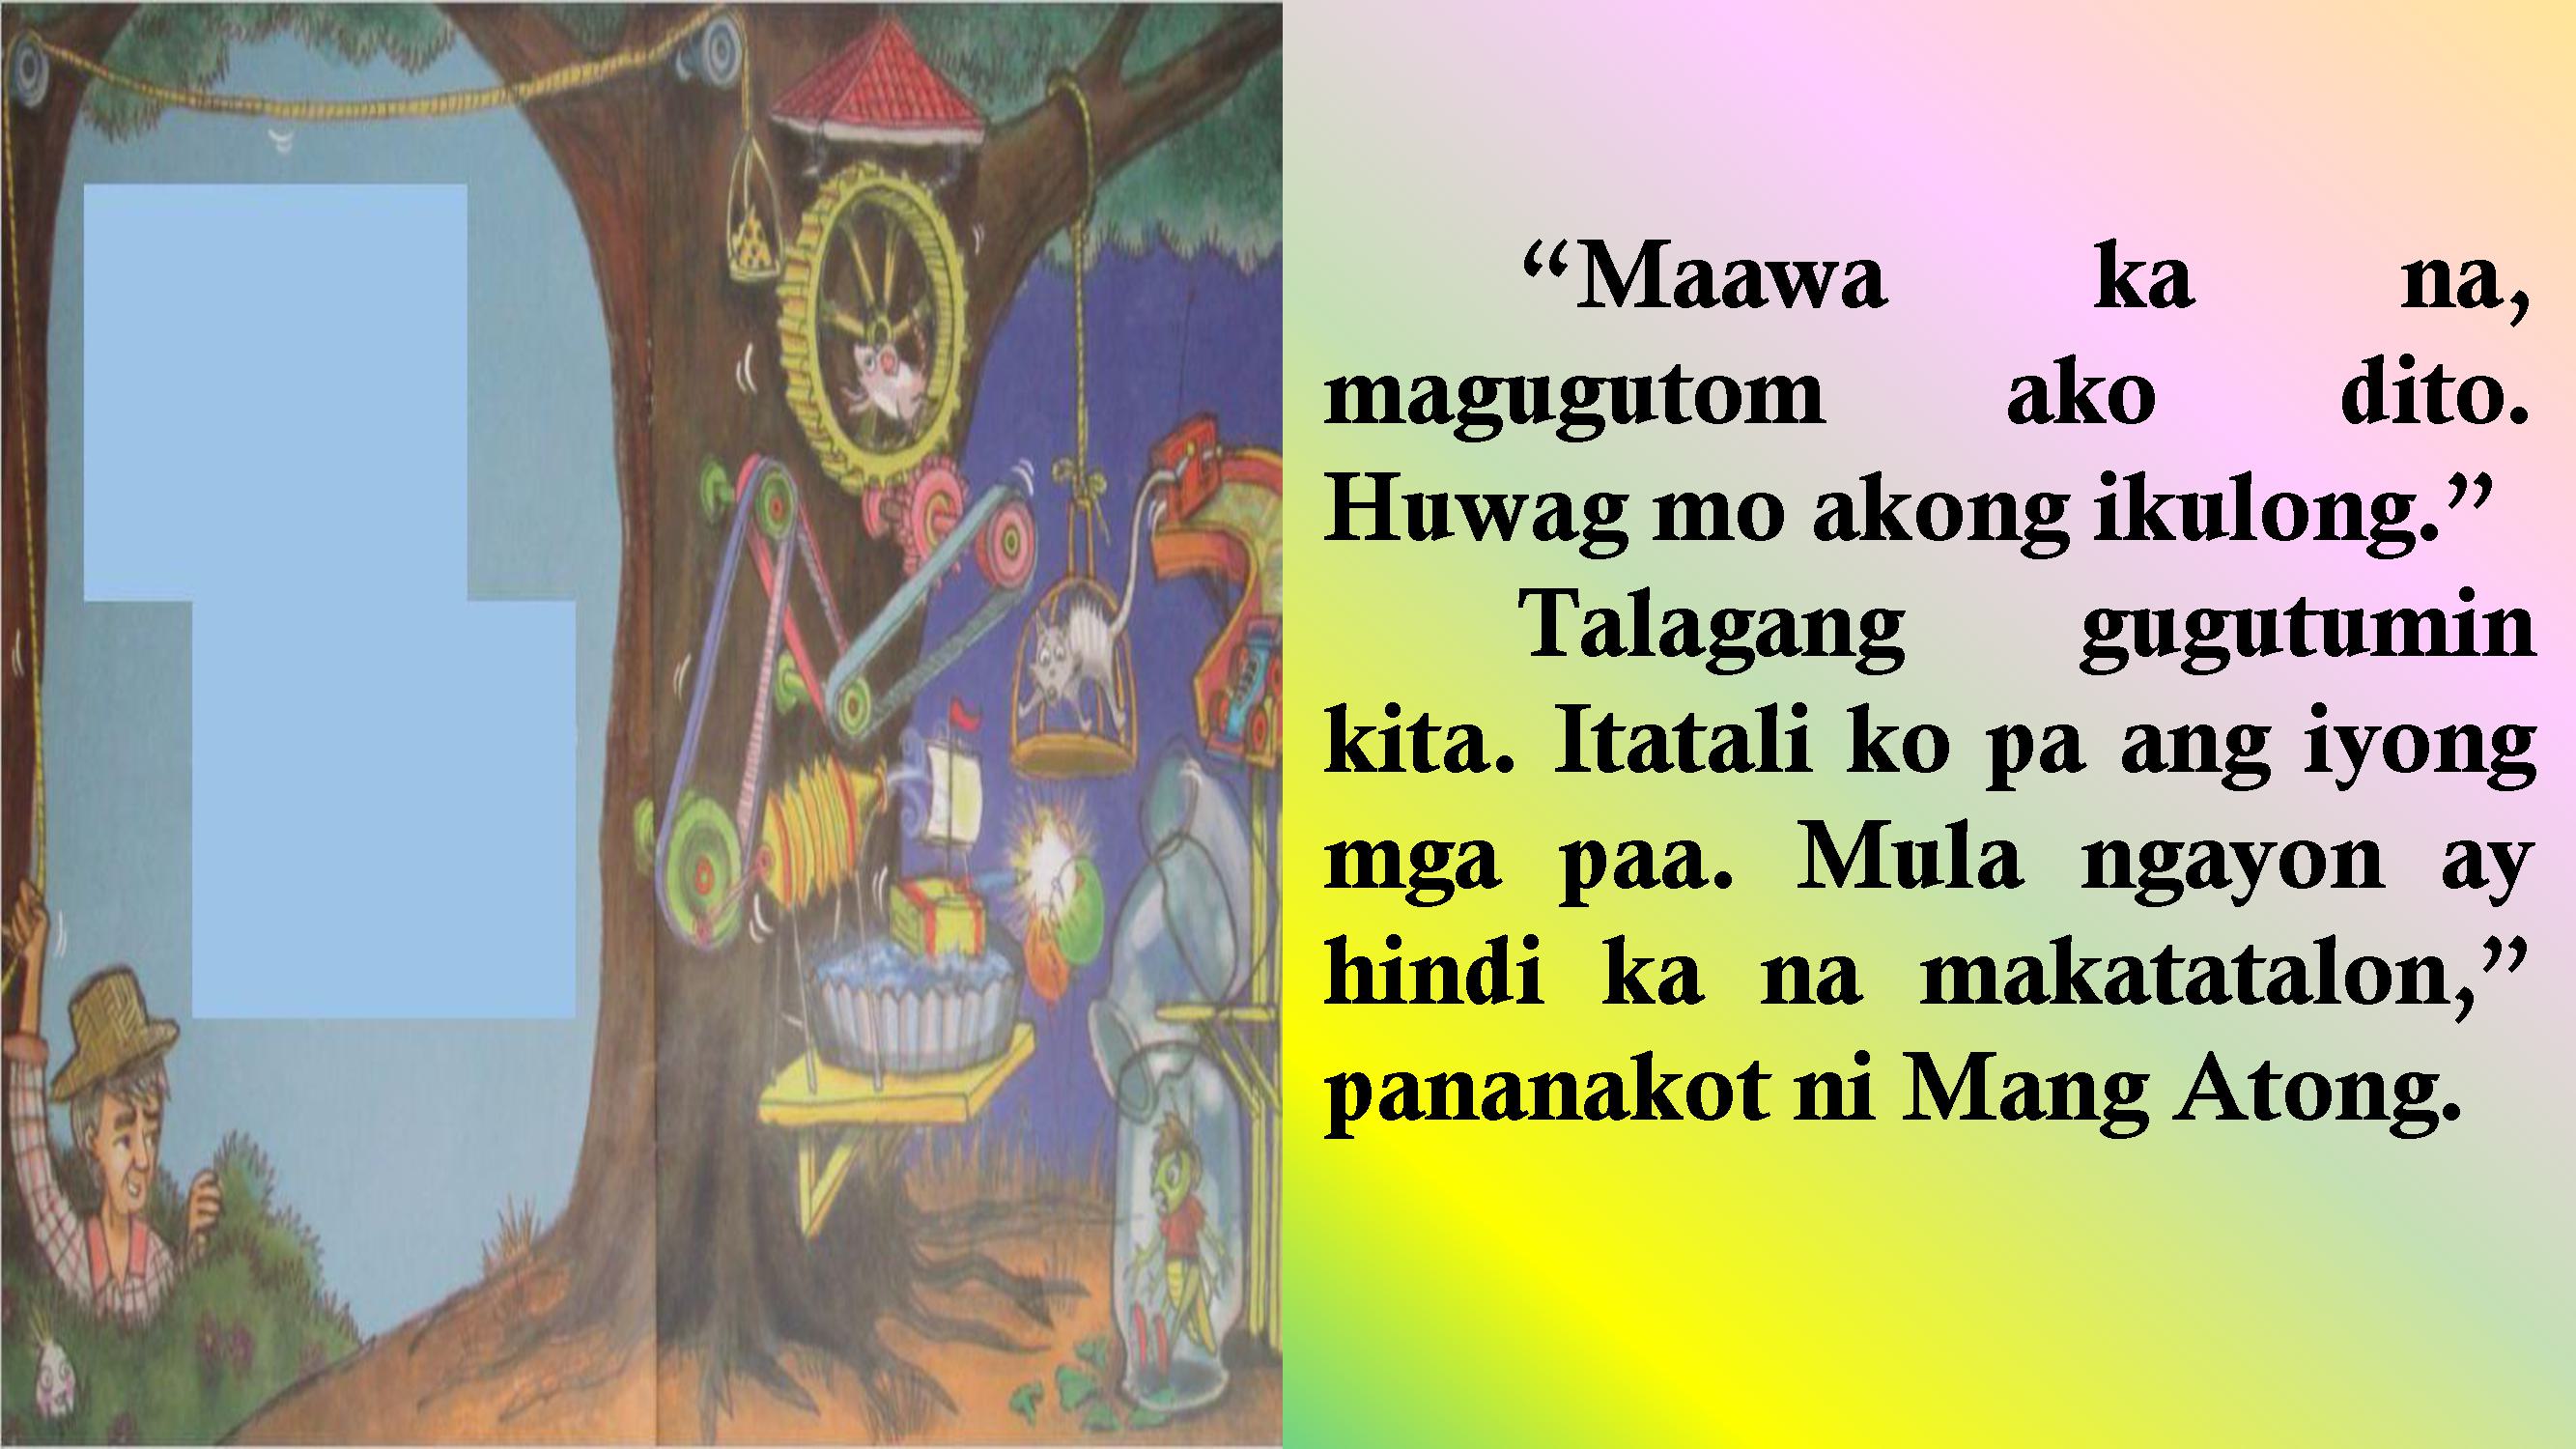 “Maawa ka na,
magugutom ako dito.
Huwag mo akong ikulong.”
Talagang gugutumin
kita. Itatali ko pa ang iyong
mga paa. Mula ngayon ay
hindi ka na makatatalon,”
pananakot ni Mang Atong.